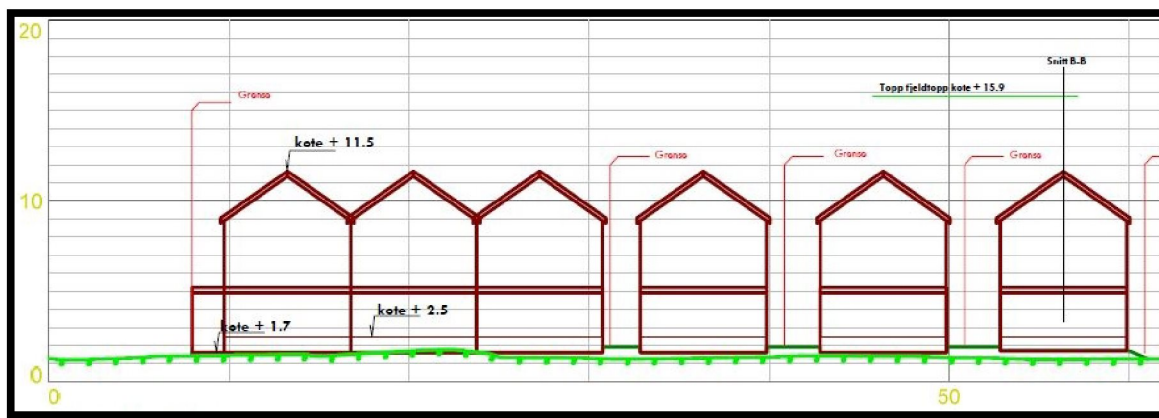 20
Snitt B-B
Topp fjeldtopp kote + 15.9
Grense
kote + 11.5
Grense
Grense
Grense
10
kote + 2.5
kote + 1.7
0
0
50